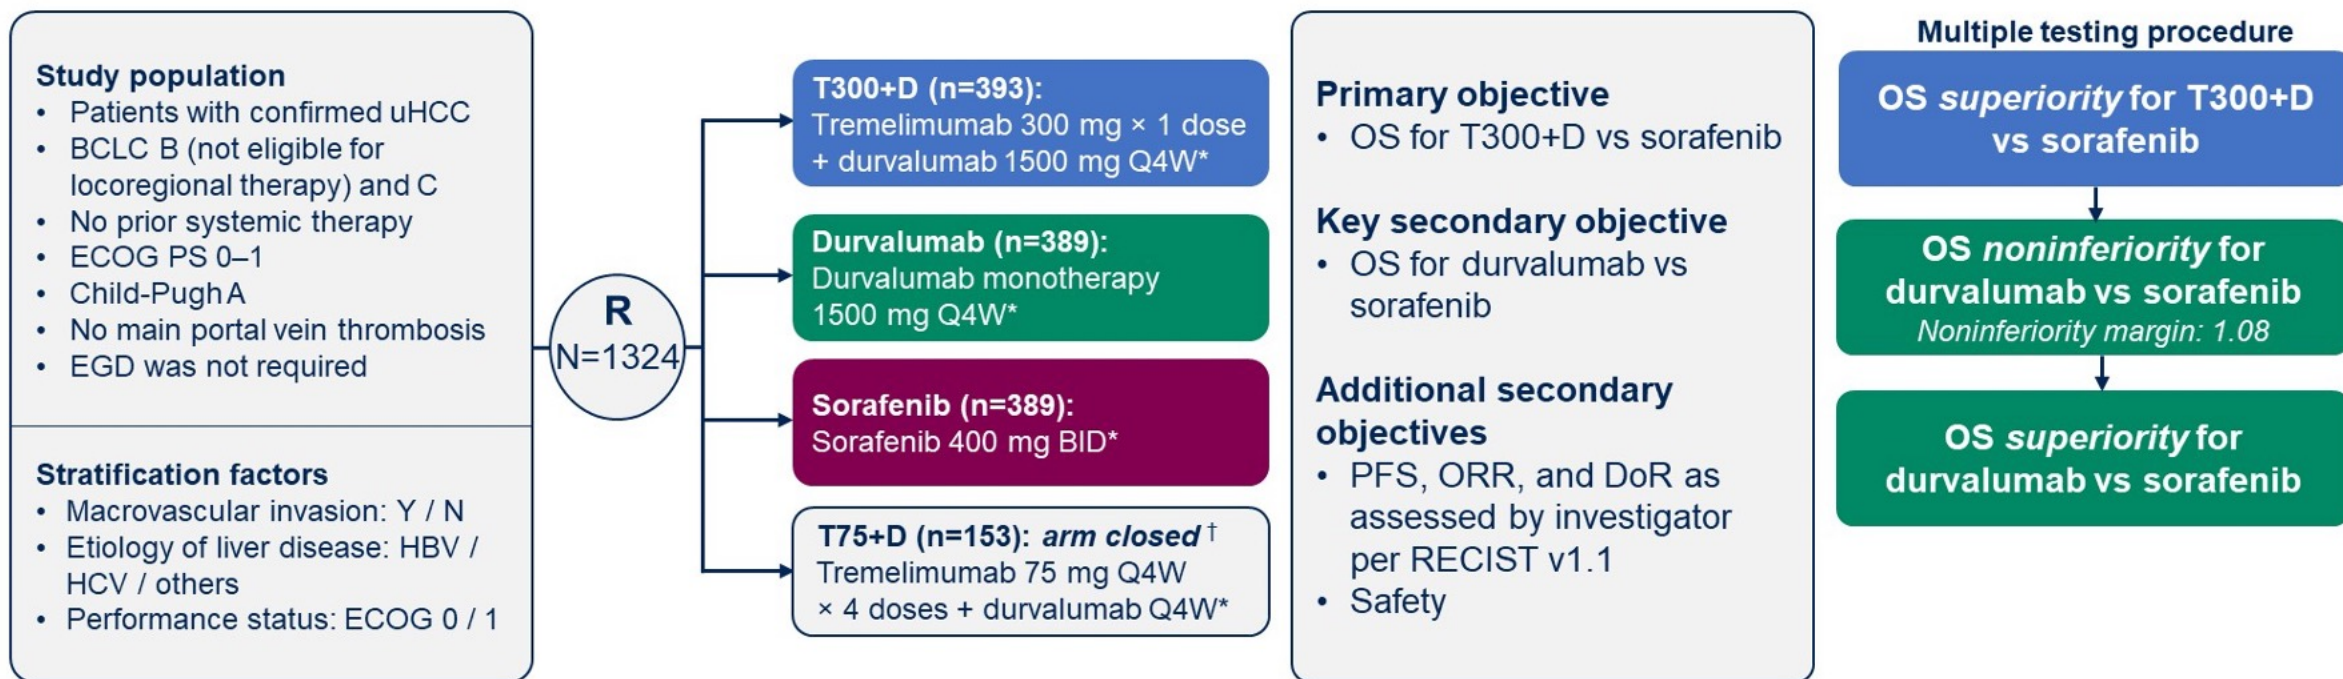 Study population
• Patients with confirmed uHCC
• BCLC B (not eligible for
locoregional therapy) and C
• No prior systemic therapy
• ECOG PS 0–1
• Child-Pugh A
• No main portal vein thrombosis
• EGD was not required
Stratification factors
• Macrovascular invasion: Y / N
• Etiology of liver disease: HBV /
HCV / others
• Performance status: ECOG 0 / 1
R
N=1324
T300+D (n=393):
Tremelimumab 300 mg × 1 dose
+ durvalumab 1500 mg Q4W*
Durvalumab (n=389):
Durvalumab monotherapy
1500 mg Q4W*
Sorafenib (n=389):
Sorafenib 400 mg BID*
T75+D (n=153): arm closed †
Tremelimumab 75 mg Q4W
× 4 doses + durvalumab Q4W*
Primary objective
• OS for T300+D vs sorafenib
Key secondary objective
• OS for durvalumab vs
sorafenib
Additional secondary
objectives
• PFS, ORR, and DoR as
assessed by investigator
per RECIST v1.1
• Safety
Multiple testing procedure
OS superiority for T300+D
vs sorafenib
OS noninferiority for
durvalumab vs sorafenib
Noninferiority margin: 1.08
OS superiority for
durvalumab vs sorafenib